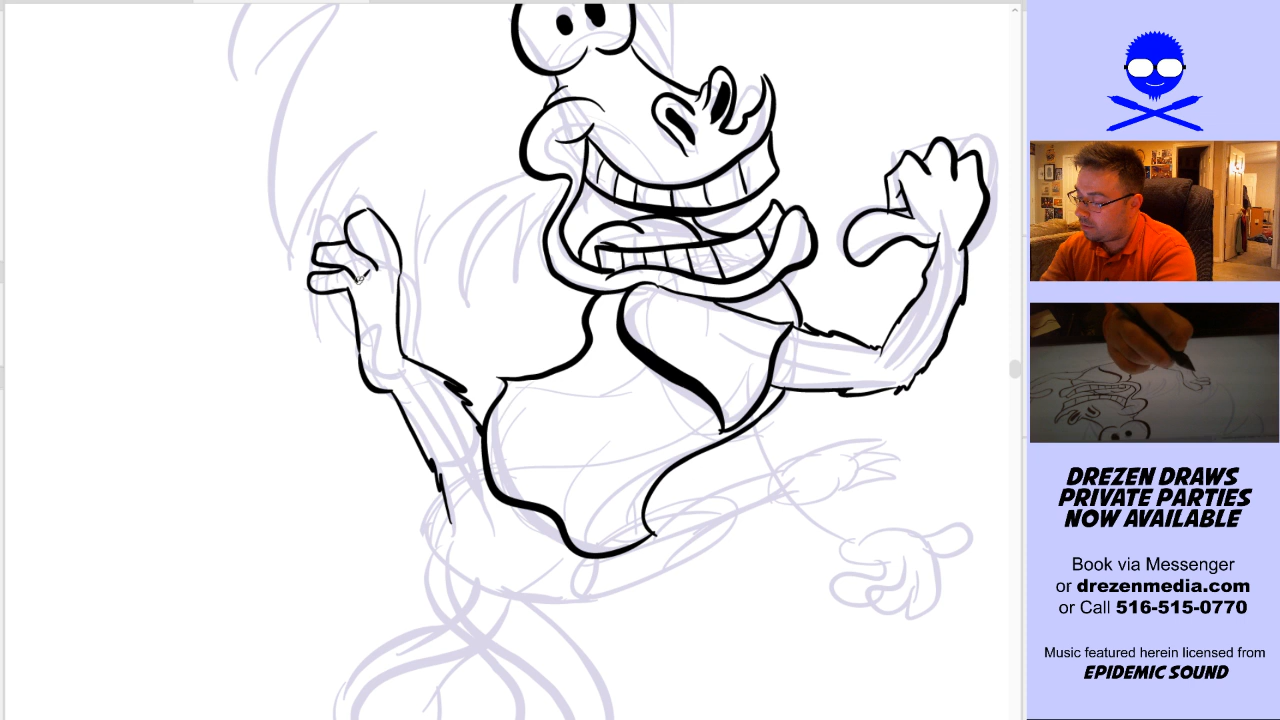 DREZEN DRAWS
PRIVATE PARTIES
NOW AVAILABLE
Book via Messenger
or drezenmedia.com
or Call 516-515-0770
Music featured herein licensed from
EPIDEMIC SOUND